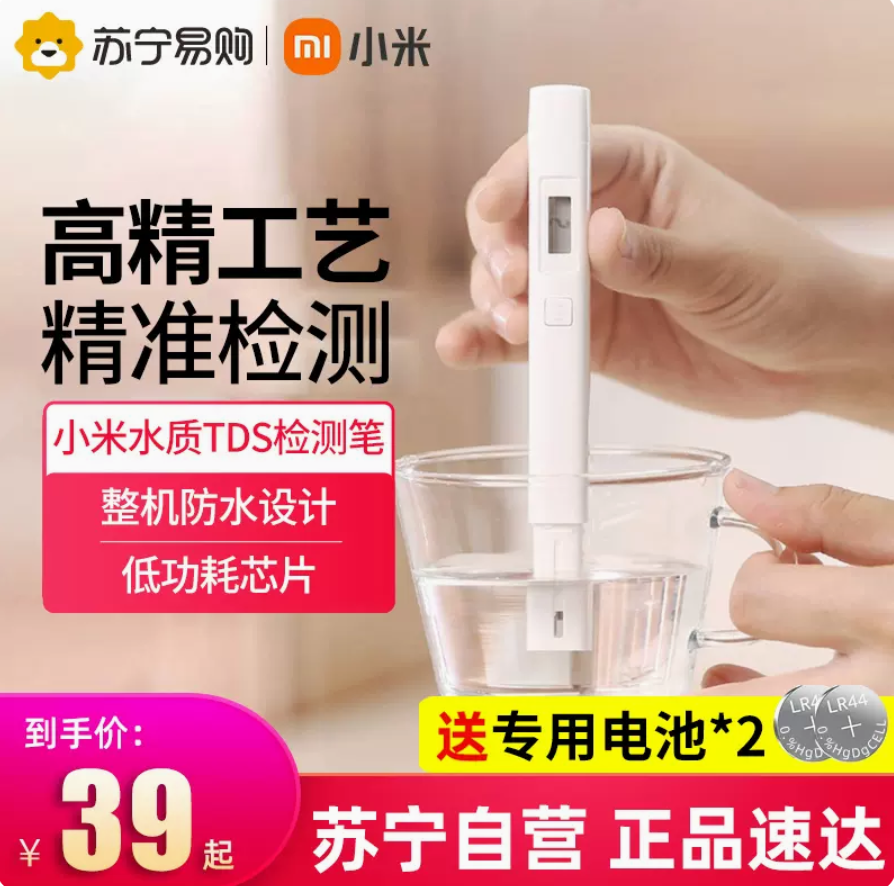 苏宁易购 | mi 小米
高精工艺
精准检测
小米水质TDS检测笔
整机防水设计
低功耗芯片
到手价：
¥39起
送专用电池*2
LR44
LR44
0.%HgDgCELL
苏宁自营 正品速达